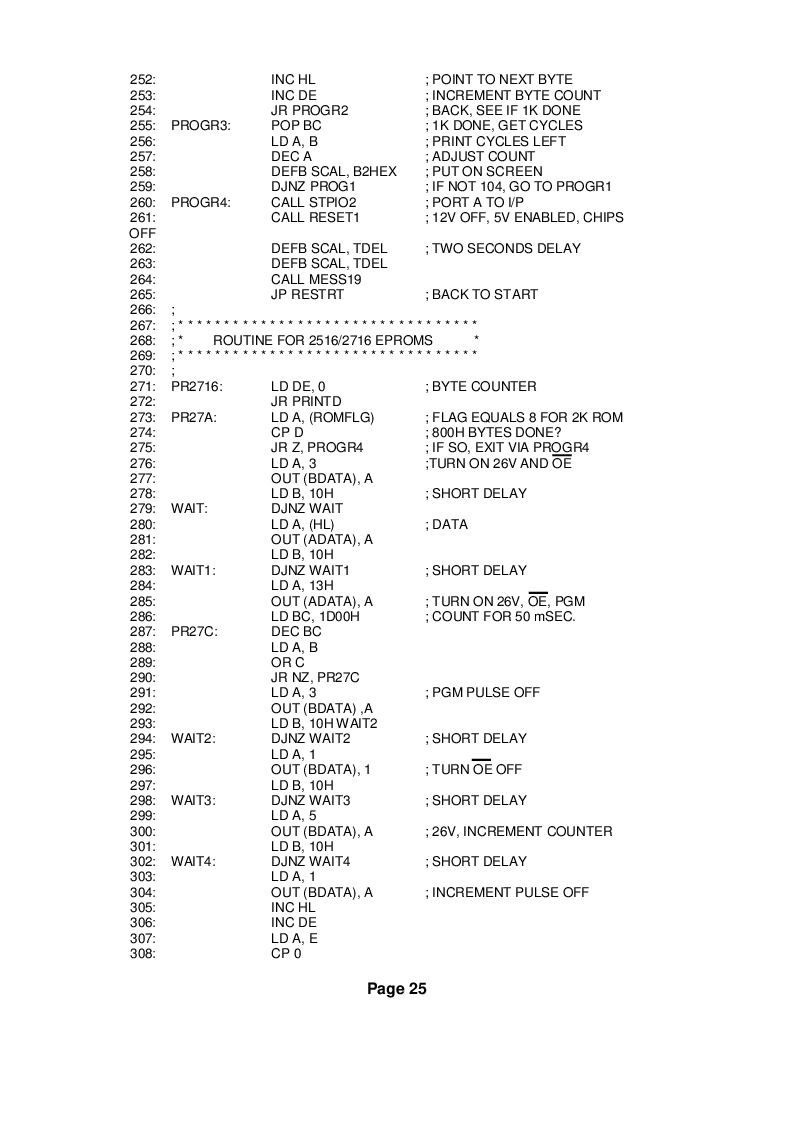 252: INC HL ; POINT TO NEXT BYTE
253: INC DE ; INCREMENT BYTE COUNT
254: JR PROGR2 ; BACK, SEE IF 1K DONE
255: PROGR3: POP BC ; 1K DONE, GET CYCLES
256: LD A, B ; PRINT CYCLES LEFT
257: DEC A ; ADJUST COUNT
258: DEFB SCAL, B2HEX ; PUT ON SCREEN
259: DJNZ PROG1 ; IF NOT 104, GO TO PROGR1
260: PROGR4: CALL STPIO2 ; PORT A TO I/P
261: CALL RESET1 ; 12V OFF, 5V ENABLED, CHIPS
OFF
262: DEFB SCAL, TDEL ; TWO SECONDS DELAY
263: DEFB SCAL, TDEL
264: CALL MESS19
265: JP RESTRT ; BACK TO START
266: ;
267: ; * * * * * * * * * * * * * * * * * * * * * * * * * * * * * * * * *
268: ; * ROUTINE FOR 2516/2716 EPROMS *
269: ; * * * * * * * * * * * * * * * * * * * * * * * * * * * * * * * * *
270: ;
271: PR2716: LD DE, 0 ; BYTE COUNTER
272: JR PRINTD
273: PR27A: LD A, (ROMFLG) ; FLAG EQUALS 8 FOR 2K ROM
274: CP D ; 800H BYTES DONE?
275: JR Z, PROGR4 ; IF SO, EXIT VIA PROGR4
276: LD A, 3 ;TURN ON 26V AND O̅E̅
277: OUT (BDATA), A
278: LD B, 10H ; SHORT DELAY
279: WAIT: DJNZ WAIT
280: LD A, (HL) ; DATA
281: OUT (ADATA), A
282: LD B, 10H
283: WAIT1: DJNZ WAIT1 ; SHORT DELAY
284: LD A, 13H
285: OUT (ADATA), A ; TURN ON 26V, O̅E̅, PGM
286: LD BC, 1D00H ; COUNT FOR 50 mSEC.
287: PR27C: DEC BC
288: LD A, B
289: OR C
290: JR NZ, PR27C
291: LD A, 3 ; PGM PULSE OFF
292: OUT (BDATA) ,A
293: LD B, 10H WAIT2
294: WAIT2: DJNZ WAIT2 ; SHORT DELAY
295: LD A, 1
296: OUT (BDATA), 1 ; TURN O̅E̅ OFF
297: LD B, 10H
298: WAIT3: DJNZ WAIT3 ; SHORT DELAY
299: LD A, 5
300: OUT (BDATA), A ; 26V, INCREMENT COUNTER
301: LD B, 10H
302: WAIT4: DJNZ WAIT4 ; SHORT DELAY
303: LD A, 1
304: OUT (BDATA), A ; INCREMENT PULSE OFF
305: INC HL
306: INC DE
307: LD A, E
308: CP 0
Page 25